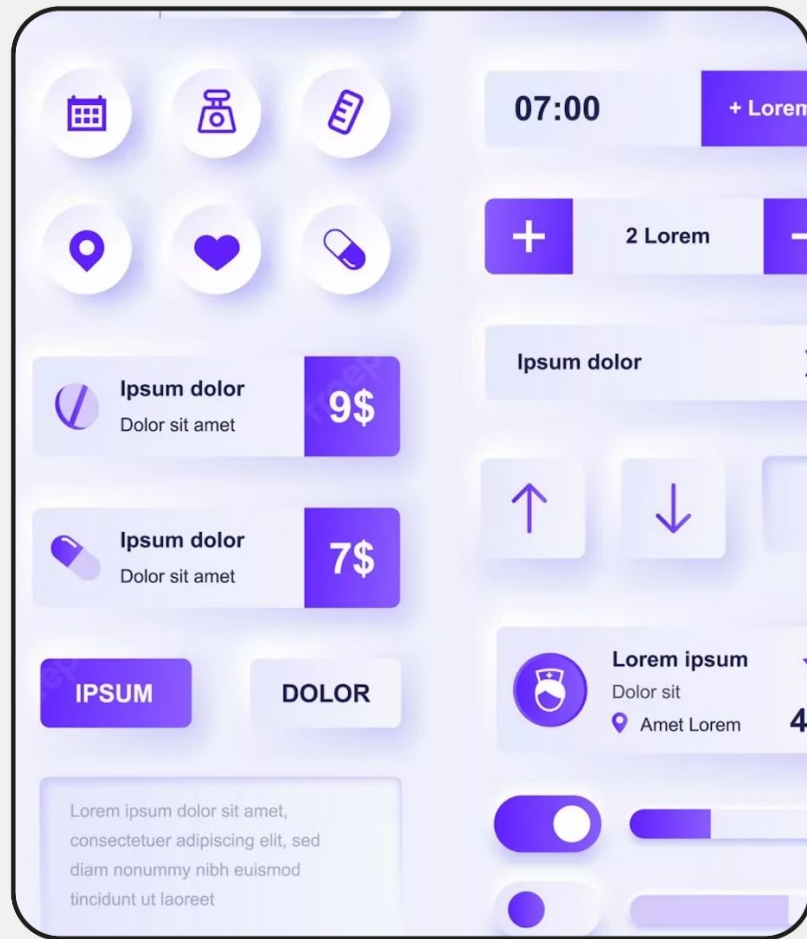 07:00
+ Lorem
2 Lorem
Ipsum dolor
Dolor sit amet
9$
Ipsum dolor
Ipsum dolor
Dolor sit amet
7$
IPSUM
DOLOR
Lorem ipsum
Dolor sit
Amet Lorem
4
Lorem ipsum dolor sit amet,
consectetuer adipiscing elit, sed
diam nonummy nibh euismod
tincidunt ut laoreet